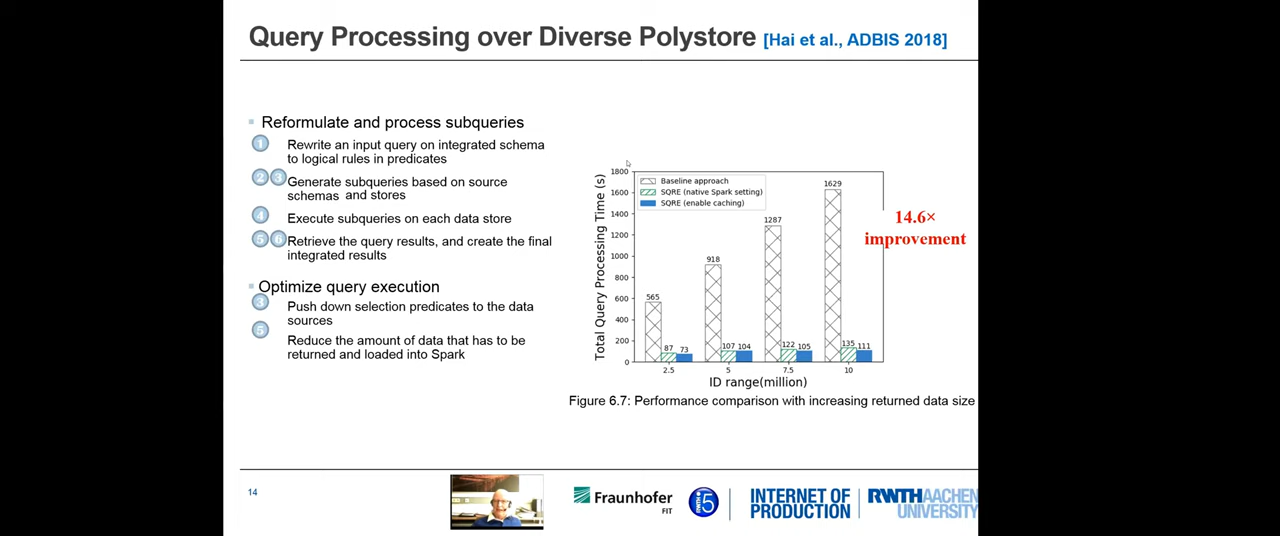 Query Processing over Diverse Polystore [Hai et al., ADBIS 2018]
Reformulate and process subqueries
1 Rewrite an input query on integrated schema
to logical rules in predicates
2 3 Generate subqueries based on source
schemas and stores
4 Execute subqueries on each data store
5 6 Retrieve the query results, and create the final
integrated results
Optimize query execution
3 Push down selection predicates to the data
sources
5 Reduce the amount of data that has to be
returned and loaded into Spark
Total Query Processing Time (s)
1800
1600
1400
1200
1000
800
600
400
200
0
Baseline approach
SQRE (native Spark setting)
SQRE (enable caching)
565
87
73
918
107
104
1287
122
105
1629
135
111
2.5
5
7.5
10
ID range(million)
14.6×
improvement
Figure 6.7: Performance comparison with increasing returned data size
14
Fraunhofer
FIT
INTERNET OF
PRODUCTION
RWTHAACHEN
UNIVERSITY